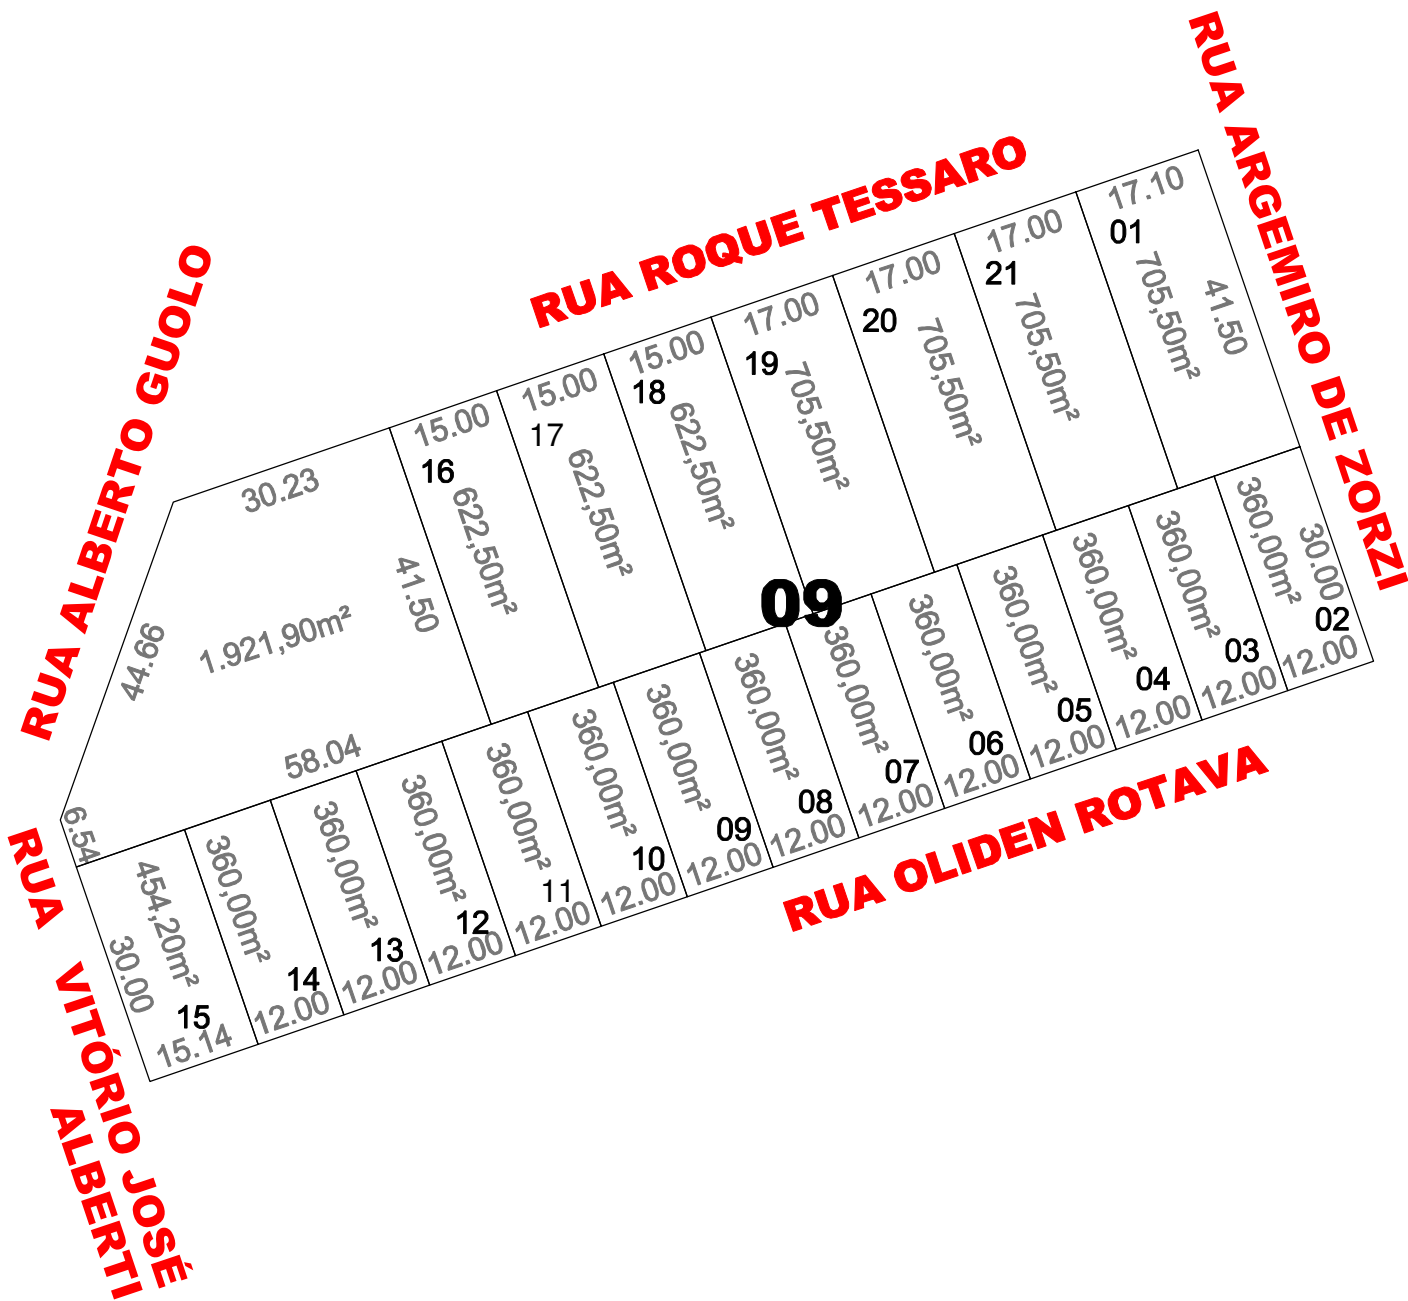 RUA ARGEMIRO DE ZORZI
RUA ROQUE TESSARO
RUA ALBERTO GUOLO
17.10
01
705,50m²
41.50
17.00
21
705,50m²
17.00
20
705,50m²
17.00
19
705,50m²
15.00
18
622,50m²
15.00
17
622,50m²
15.00
16
622,50m²
41.50
30.23
1.921,90m²
44.66
58.04
6.54
09
360,00m²
30.00
02
12.00
360,00m²
03
12.00
360,00m²
04
12.00
360,00m²
05
12.00
360,00m²
06
12.00
360,00m²
07
12.00
360,00m²
08
12.00
360,00m²
09
12.00
360,00m²
10
12.00
360,00m²
11
12.00
360,00m²
12
12.00
360,00m²
13
12.00
360,00m²
14
12.00
454,20m²
30.00
15
15.14
RUA OLIDEN ROTAVA
RUA VITÓRIO JOSÉ
ALBERTI